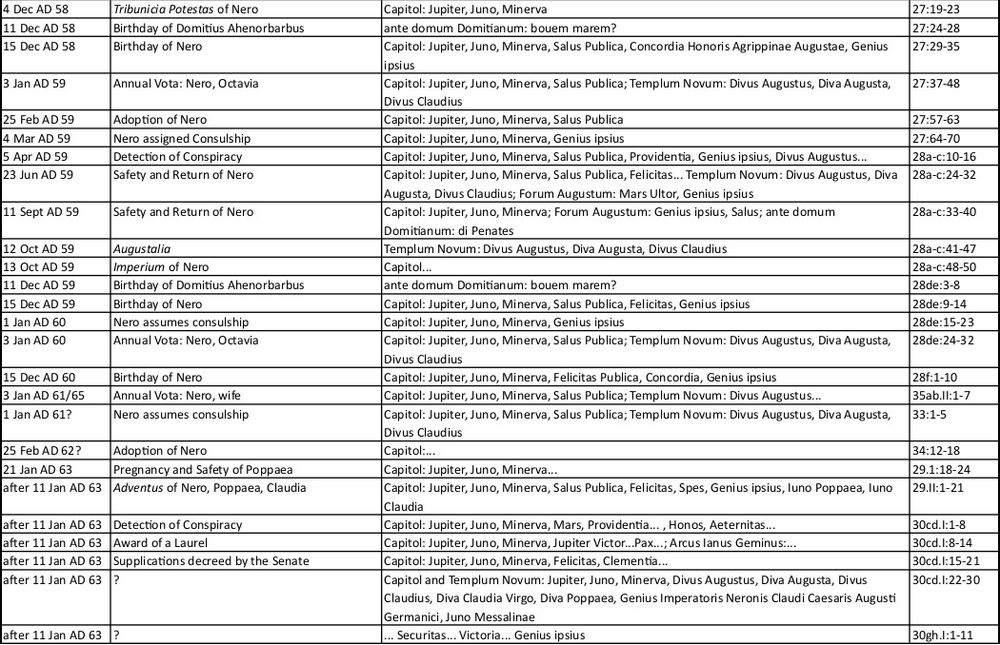 4 Dec AD 58 Tribunicia Potestas of Nero Capitol: Jupiter, Juno, Minerva 27:19-23
11 Dec AD 58 Birthday of Domitius Ahenorbarbus ante domum Domitianum: bouem marem? 27:24-28
15 Dec AD 58 Birthday of Nero Capitol: Jupiter, Juno, Minerva, Salus Publica, Concordia Honoris Agrippinae Augustae, Genius 27:29-35
ipsius
3 Jan AD 59 Annual Vota: Nero, Octavia Capitol: Jupiter, Juno, Minerva, Salus Publica; Templum Novum: Divus Augustus, Diva Augusta, 27:37-48
Divus Claudius
25 Feb AD 59 Adoption of Nero Capitol: Jupiter, Juno, Minerva, Salus Publica 27:57-63
4 Mar AD 59 Nero assigned Consulship Capitol: Jupiter, Juno, Minerva, Genius ipsius 27:64-70
5 Apr AD 59 Detection of Conspiracy Capitol: Jupiter, Juno, Minerva, Salus Publica, Providentia, Genius ipsius, Divus Augustus... 28a-c:10-16
23 Jun AD 59 Safety and Return of Nero Capitol: Jupiter, Juno, Minerva, Salus Publica, Felicitas... Templum Novum: Divus Augustus, Diva 28a-c:24-32
Augusta, Divus Claudius; Forum Augustum: Mars Ultor, Genius ipsius
11 Sept AD 59 Safety and Return of Nero Capitol: Jupiter, Juno, Minerva; Forum Augustum: Genius ipsius, Salus; ante domum 28a-c:33-40
Domitianum: di Penates
12 Oct AD 59 Augustalia Templum Novum: Divus Augustus, Diva Augusta, Divus Claudius 28a-c:41-47
13 Oct AD 59 Imperium of Nero Capitol... 28a-c:48-50
11 Dec AD 59 Birthday of Domitius Ahenorbarbus ante domum Domitianum: bouem marem? 28de:3-8
15 Dec AD 59 Birthday of Nero Capitol: Jupiter, Juno, Minerva, Salus Publica, Felicitas, Genius ipsius 28de:9-14
1 Jan AD 60 Nero assumes consulship Capitol: Jupiter, Juno, Minerva, Genius ipsius 28de:15-23
3 Jan AD 60 Annual Vota: Nero, Octavia Capitol: Jupiter, Juno, Minerva, Salus Publica; Templum Novum: Divus Augustus, Diva Augusta, 28de:24-32
Divus Claudius
15 Dec AD 60 Birthday of Nero Capitol: Jupiter, Juno, Minerva, Felicitas Publica, Concordia, Genius ipsius 28f:1-10
3 Jan AD 61/65 Annual Vota: Nero, wife Capitol: Jupiter, Juno, Minerva, Salus Publica; Templum Novum: Divus Augustus... 35ab.II:1-7
1 Jan AD 61? Nero assumes consulship Capitol: Jupiter, Juno, Minerva, Salus Publica; Templum Novum: Divus Augustus, Diva Augusta, 33:1-5
Divus Claudius
25 Feb AD 62? Adoption of Nero Capitol:... 34:12-18
21 Jan AD 63 Pregnancy and Safety of Poppaea Capitol: Jupiter, Juno, Minerva... 29.1:18-24
after 11 Jan AD 63 Adventus of Nero, Poppaea, Claudia Capitol: Jupiter, Juno, Minerva, Salus Publica, Felicitas, Spes, Genius ipsius, Iuno Poppaea, Iuno 29.II:1-21
Claudia
after 11 Jan AD 63 Detection of Conspiracy Capitol: Jupiter, Juno, Minerva, Mars, Providentia... , Honos, Aeternitas... 30cd.I:1-8
after 11 Jan AD 63 Award of a Laurel Capitol: Jupiter, Juno, Minerva, Jupiter Victor...Pax...; Arcus Ianus Geminus:... 30cd.I:8-14
after 11 Jan AD 63 Supplications decreed by the Senate Capitol: Jupiter, Juno, Minerva, Felicitas, Clementia... 30cd.I:15-21
after 11 Jan AD 63 ? Capitol and Templum Novum: Jupiter, Juno, Minerva, Divus Augustus, Diva Augusta, Divus 30cd.I:22-30
Claudius, Diva Claudia Virgo, Diva Poppaea, Genius Imperatoris Neronis Claudi Caesaris Augusti
Germanici, Juno Messalinae
after 11 Jan AD 63 ? ... Securitas... Victoria... Genius ipsius 30gh.I:1-11